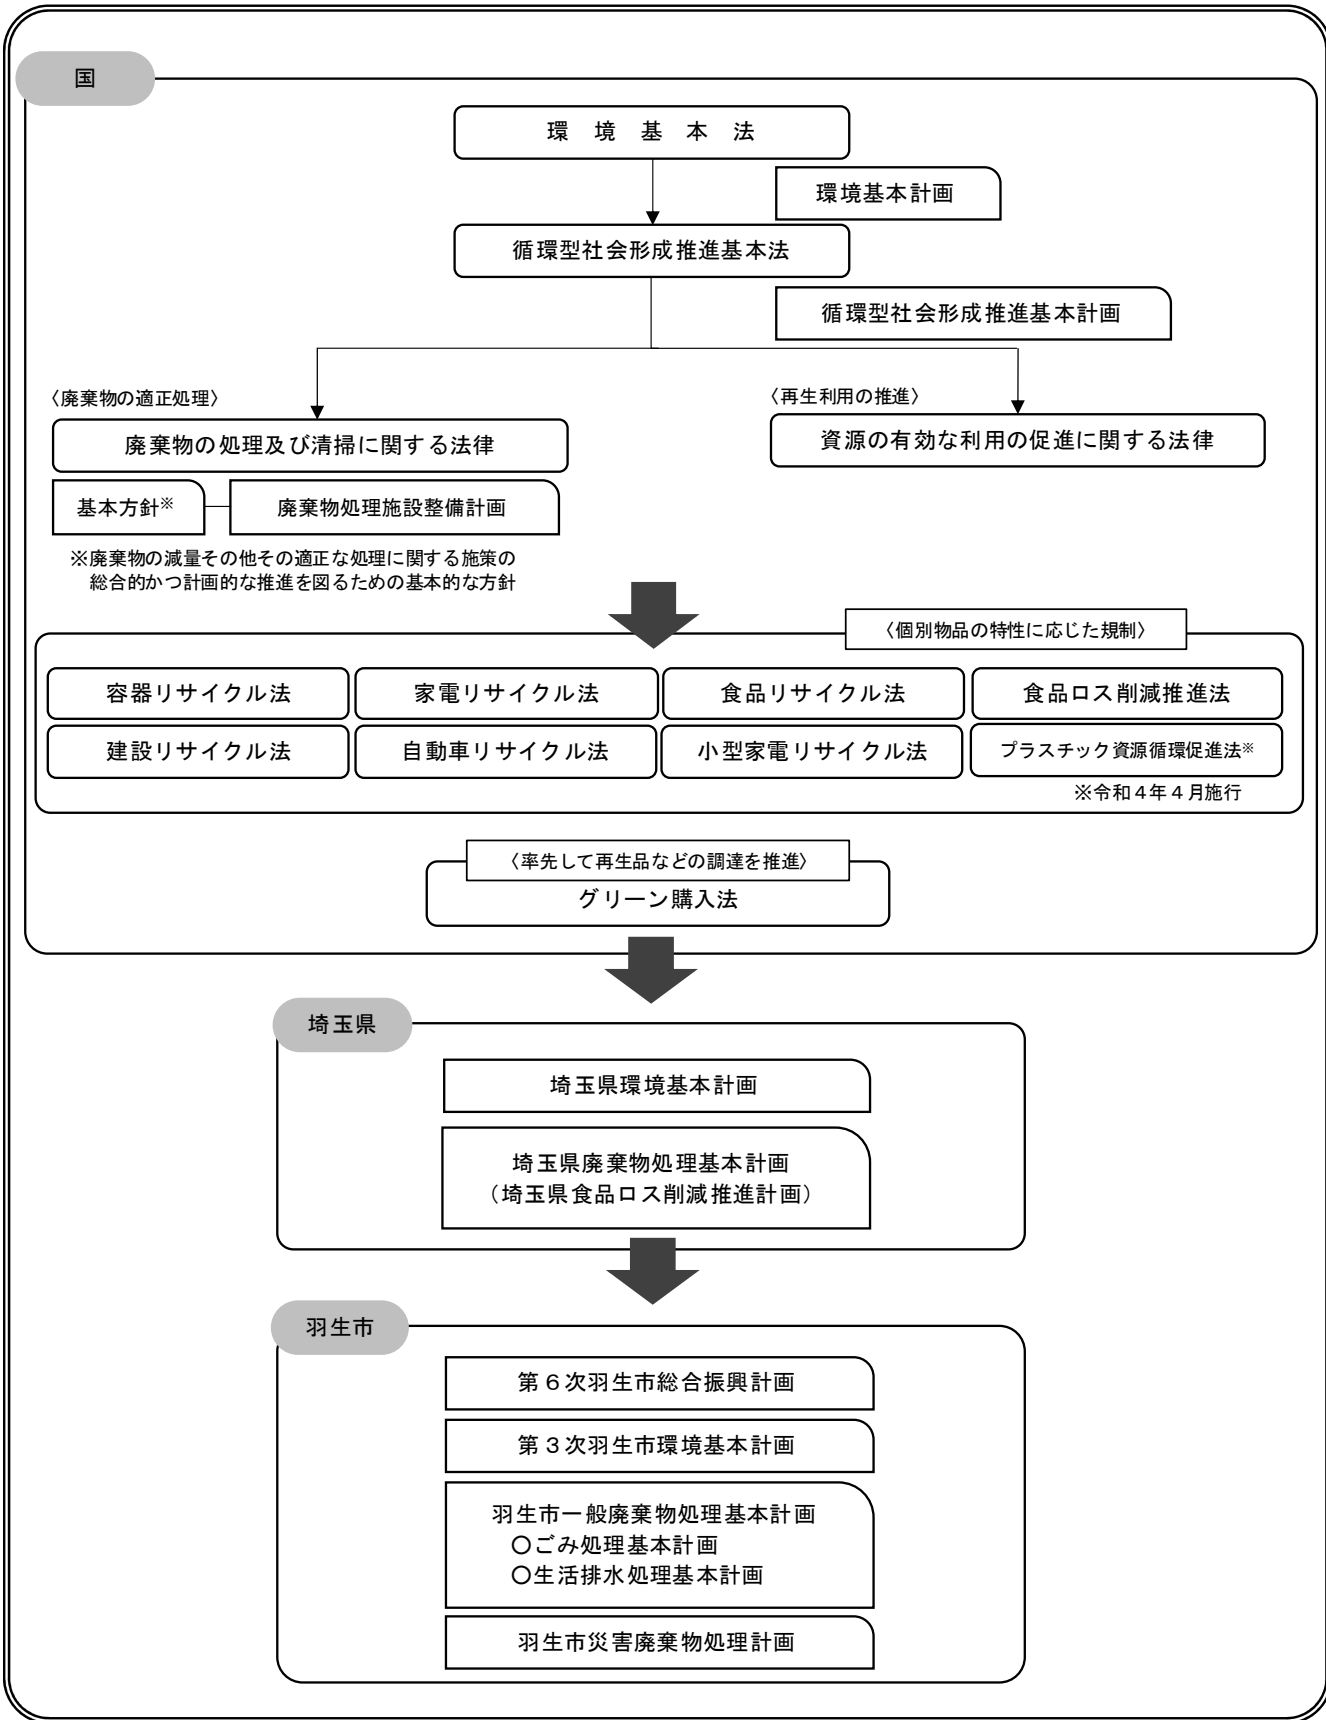 国
環　境　基　本　法
環境基本計画
循環型社会形成推進基本法
循環型社会形成推進基本計画
〈廃棄物の適正処理〉
〈再生利用の推進〉
廃棄物の処理及び清掃に関する法律
資源の有効な利用の促進に関する法律
基本方針※
廃棄物処理施設整備計画
※廃棄物の減量その他その適正な処理に関する施策の
総合的かつ計画的な推進を図るための基本的な方針
〈個別物品の特性に応じた規制〉
容器リサイクル法
家電リサイクル法
食品リサイクル法
食品ロス削減推進法
建設リサイクル法
自動車リサイクル法
小型家電リサイクル法
プラスチック資源循環促進法※
※令和４年４月施行
〈率先して再生品などの調達を推進〉
グリーン購入法
埼玉県
埼玉県環境基本計画
埼玉県廃棄物処理基本計画
（埼玉県食品ロス削減推進計画）
羽生市
第６次羽生市総合振興計画
第３次羽生市環境基本計画
羽生市一般廃棄物処理基本計画
○ごみ処理基本計画
○生活排水処理基本計画
羽生市災害廃棄物処理計画